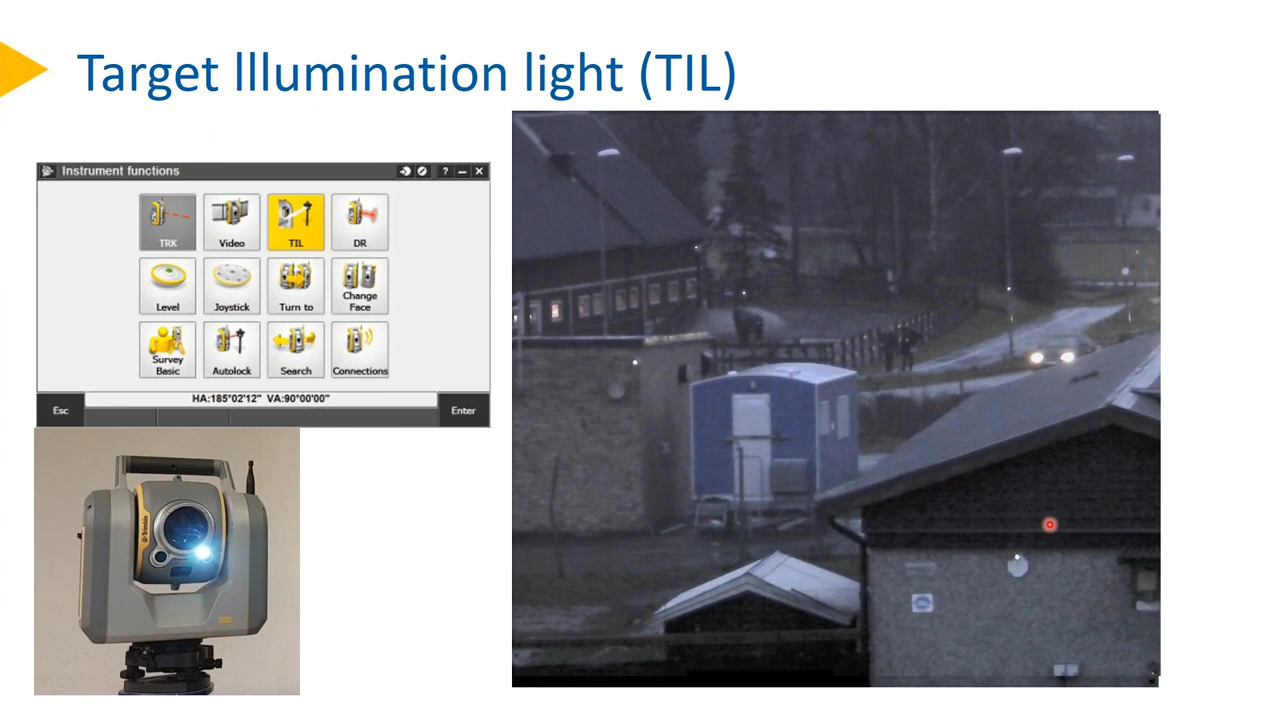 Target Illumination light (TIL)
Instrument functions
?
TRK
Video
TIL
DR
Level
Joystick
Turn to
Change
Face
Survey
Basic
Autolock
Search
Connections
Esc
HA:185°02'12" VA:90°00'00"
Enter
Trimble